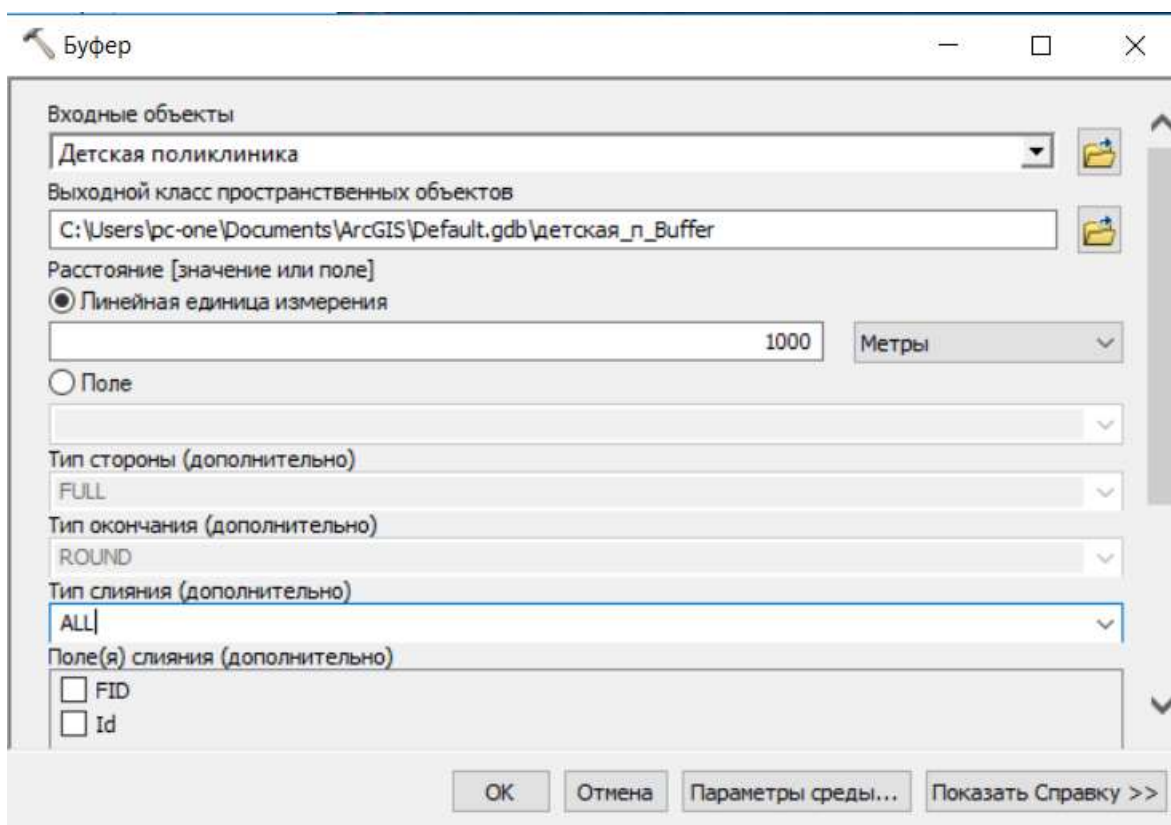 Буфер
Входные объекты
Детская поликлиника
Выходной класс пространственных объектов
C:\Users\pc-one\Documents\ArcGIS\Default.gdb\детская_п_Buffer
Расстояние [значение или поле]
Линейная единица измерения
1000 Метры
Поле
Тип стороны (дополнительно)
FULL
Тип окончания (дополнительно)
ROUND
Тип слияния (дополнительно)
ALL
Поле(я) слияния (дополнительно)
FID
Id
OK Отмена Параметры среды... Показать Справку >>